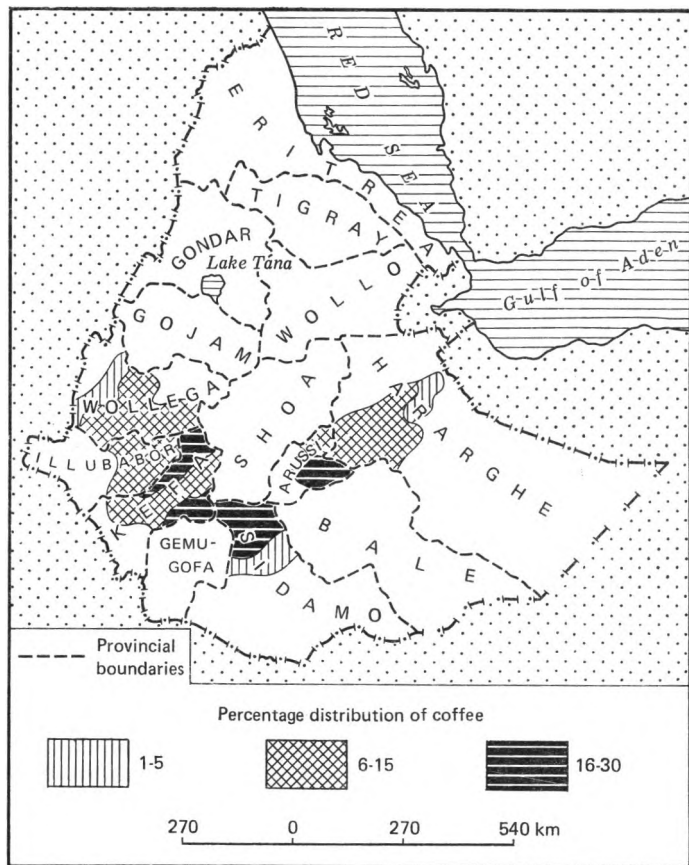 RED SEA
ERITREA
TIGRAY
GONDAR
Lake Tana
WOLLO
Gulf of Aden
GOJAM
WOLLEGA
SHOA
HARARGHE
ILLUBABOR
ARUSSI
KEFA
BALE
GEMU-
GOFA
SIDAMO
Provincial
boundaries
Percentage distribution of coffee
1-5
6-15
16-30
270
0
270
540 km